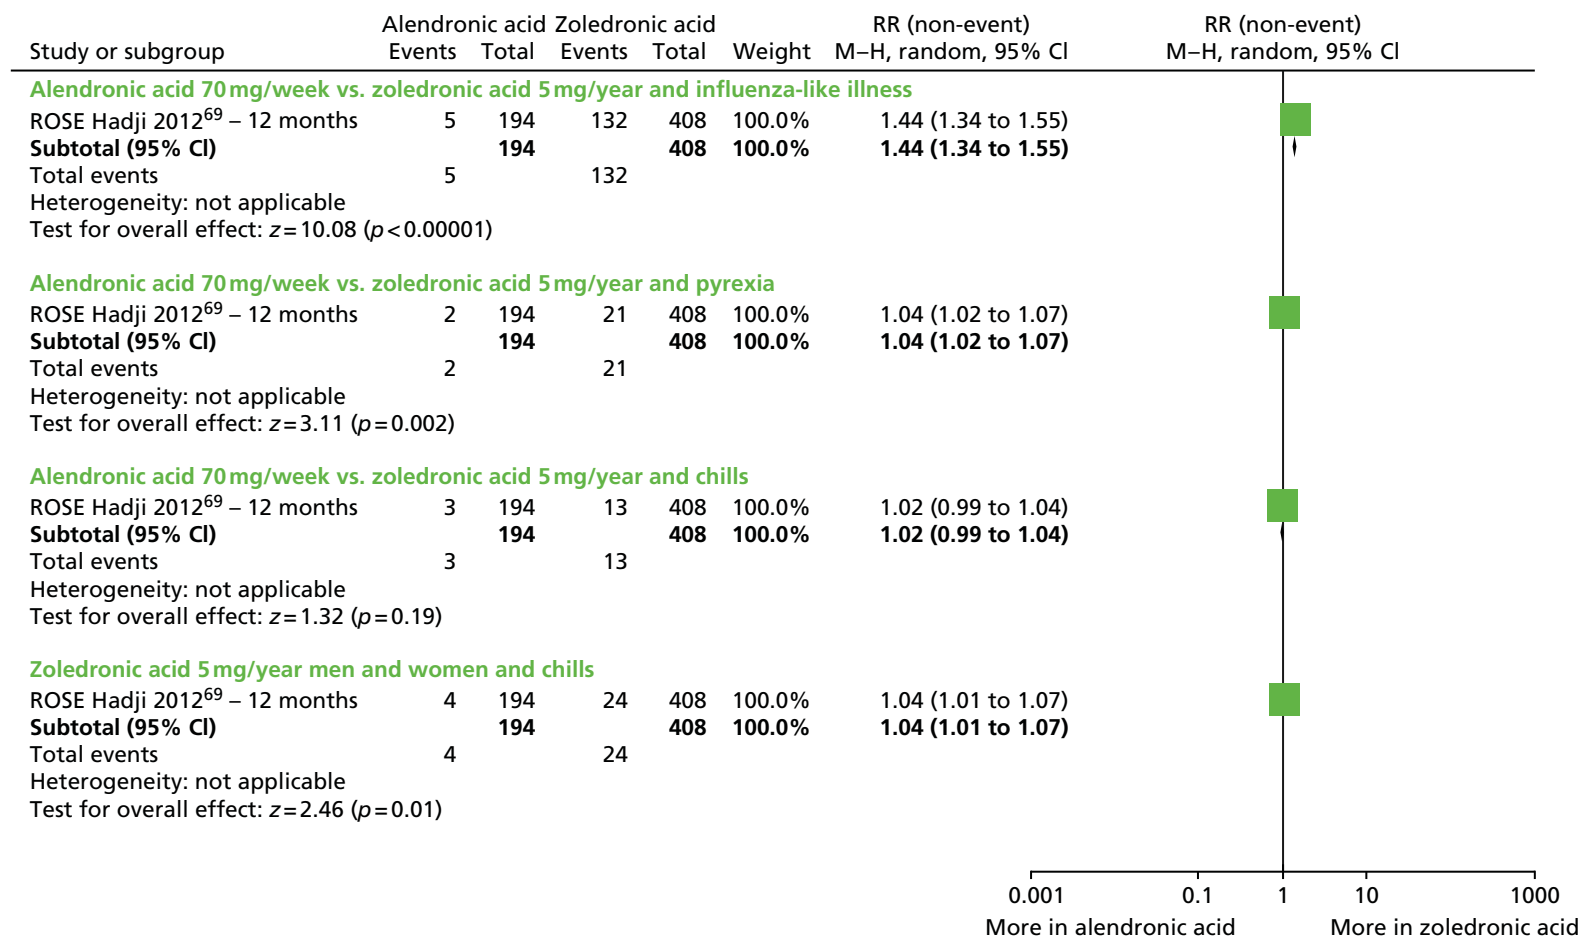 Alendronic acid Zoledronic acid RR (non-event) RR (non-event)
Study or subgroup Events Total Events Total Weight M–H, random, 95% CI M–H, random, 95% CI
Alendronic acid 70 mg/week vs. zoledronic acid 5 mg/year and influenza-like illness
ROSE Hadji 2012⁶⁹ – 12 months 5 194 132 408 100.0% 1.44 (1.34 to 1.55)
Subtotal (95% CI) 194 408 100.0% 1.44 (1.34 to 1.55)
Total events 5 132
Heterogeneity: not applicable
Test for overall effect: z=10.08 (p<0.00001)
Alendronic acid 70 mg/week vs. zoledronic acid 5 mg/year and pyrexia
ROSE Hadji 2012⁶⁹ – 12 months 2 194 21 408 100.0% 1.04 (1.02 to 1.07)
Subtotal (95% CI) 194 408 100.0% 1.04 (1.02 to 1.07)
Total events 2 21
Heterogeneity: not applicable
Test for overall effect: z=3.11 (p=0.002)
Alendronic acid 70 mg/week vs. zoledronic acid 5 mg/year and chills
ROSE Hadji 2012⁶⁹ – 12 months 3 194 13 408 100.0% 1.02 (0.99 to 1.04)
Subtotal (95% CI) 194 408 100.0% 1.02 (0.99 to 1.04)
Total events 3 13
Heterogeneity: not applicable
Test for overall effect: z=1.32 (p=0.19)
Zoledronic acid 5 mg/year men and women and chills
ROSE Hadji 2012⁶⁹ – 12 months 4 194 24 408 100.0% 1.04 (1.01 to 1.07)
Subtotal (95% CI) 194 408 100.0% 1.04 (1.01 to 1.07)
Total events 4 24
Heterogeneity: not applicable
Test for overall effect: z=2.46 (p=0.01)
0.001 0.1 1 10 1000
More in alendronic acid More in zoledronic acid